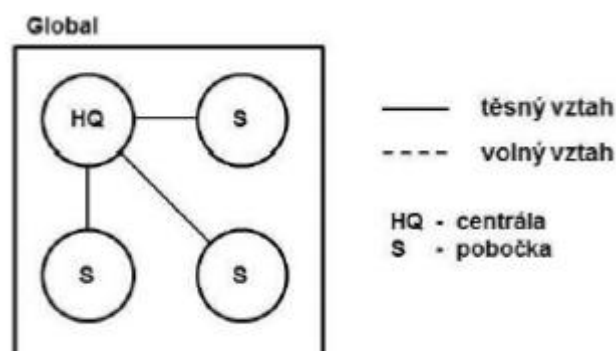 Global
HQ
S
S
S
těsný vztah
volný vztah
HQ - centrála
S - pobočka